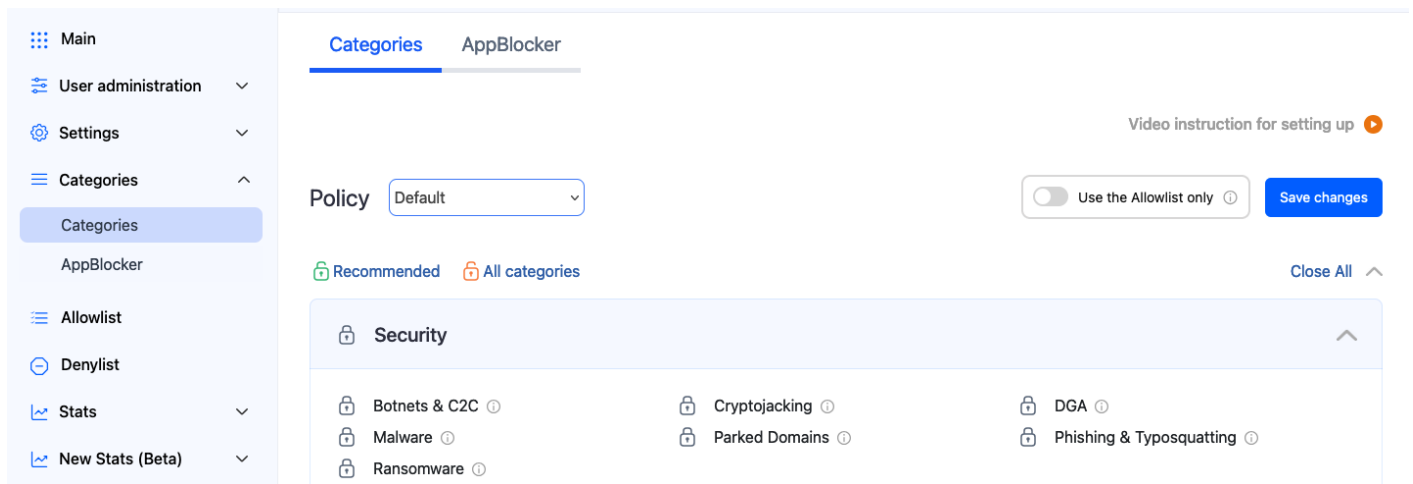 Main
User administration
Settings
Categories
Categories
AppBlocker
Allowlist
Denylist
Stats
New Stats (Beta)
Categories AppBlocker
Video instruction for setting up
Policy Default Use the Allowlist only Save changes
Recommended All categories Close All
Security
Botnets & C2C Cryptojacking DGA
Malware Parked Domains Phishing & Typosquatting
Ransomware